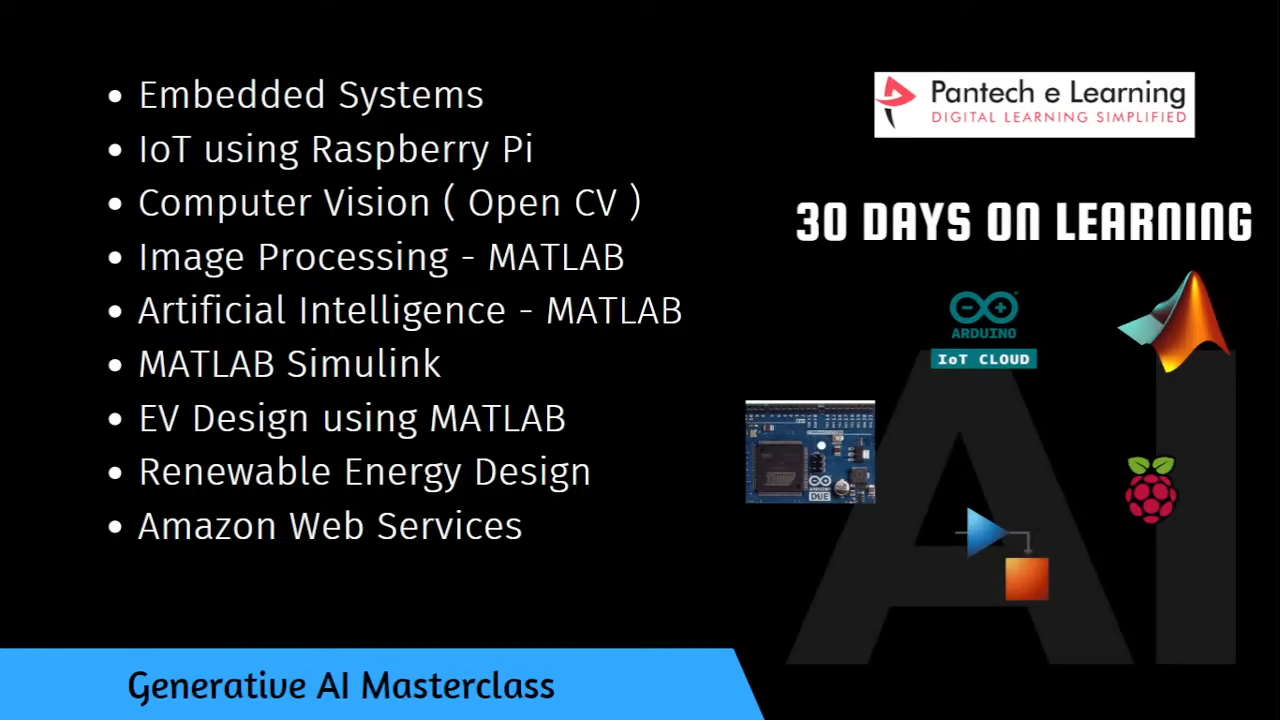 • Embedded Systems
• IoT using Raspberry Pi
• Computer Vision ( Open CV )
• Image Processing - MATLAB
• Artificial Intelligence - MATLAB
• MATLAB Simulink
• EV Design using MATLAB
• Renewable Energy Design
• Amazon Web Services
Generative AI Masterclass
Pantech e Learning
DIGITAL LEARNING SIMPLIFIED
30 DAYS ON LEARNING
ARDUINO
IoT CLOUD
DUE
AI